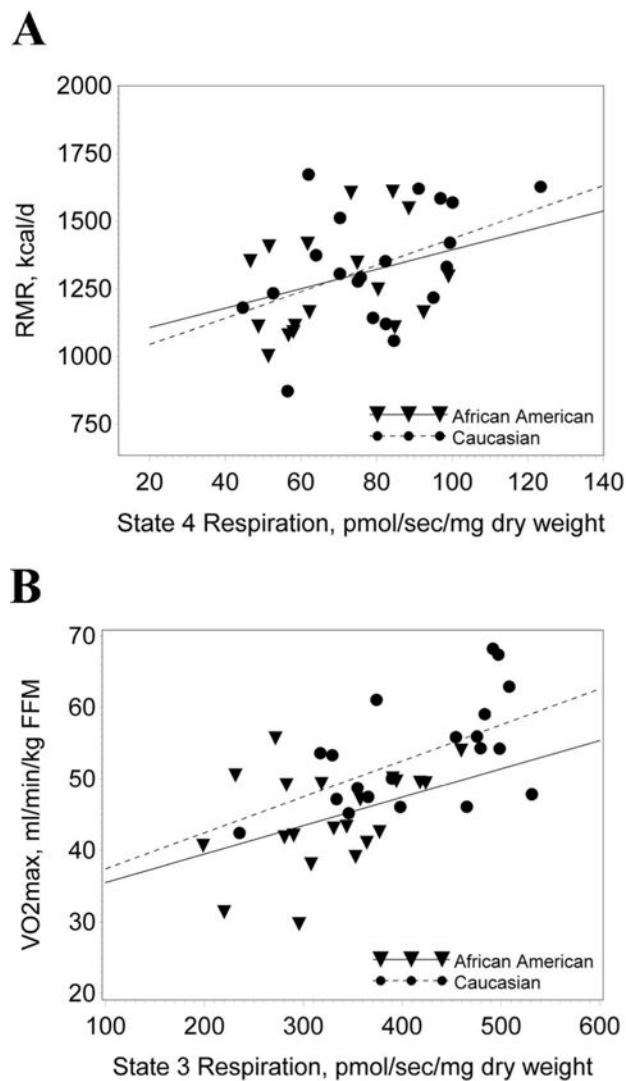 A
2000
1750
1500
1250
1000
750
RMR, kcal/d
African American
Caucasian
20 40 60 80 100 120 140
State 4 Respiration, pmol/sec/mg dry weight
B
70
60
50
40
30
20
VO2max, ml/min/kg FFM
African American
Caucasian
100 200 300 400 500 600
State 3 Respiration, pmol/sec/mg dry weight